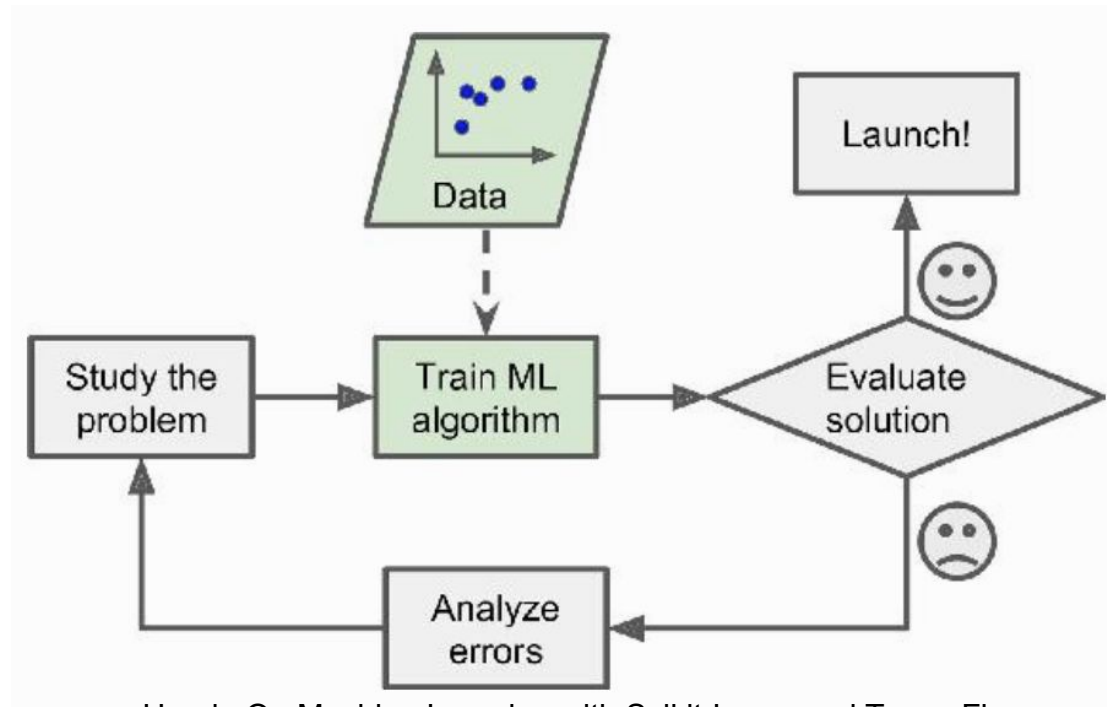 Data
Launch!
Study the
problem
Train ML
algorithm
Evaluate
solution
Analyze
errors